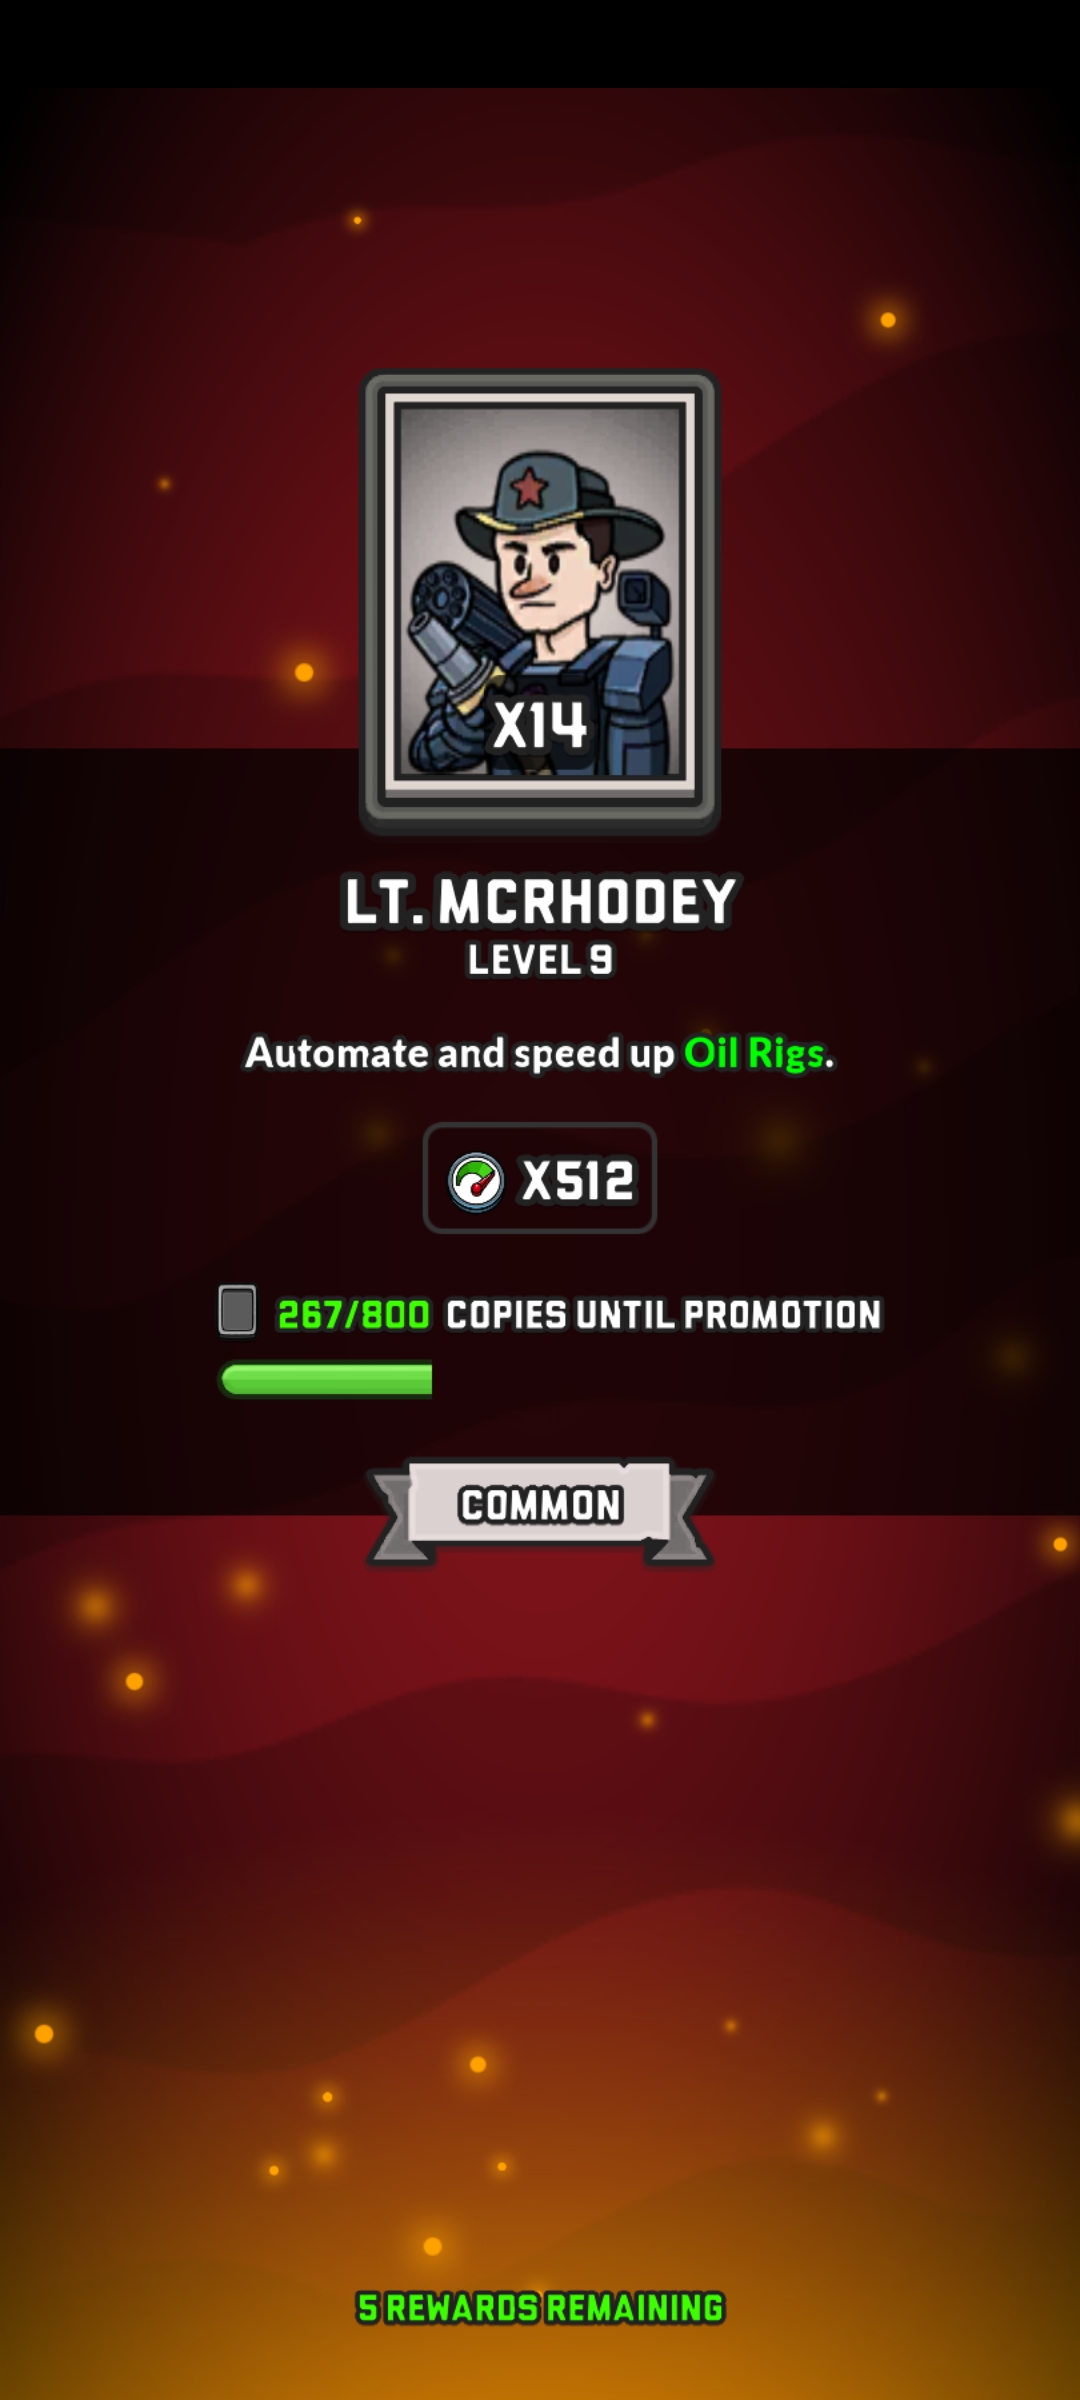 X14
LT. MCRHODEY
LEVEL 9
Automate and speed up Oil Rigs.
X512
267/800 COPIES UNTIL PROMOTION
COMMON
5 REWARDS REMAINING